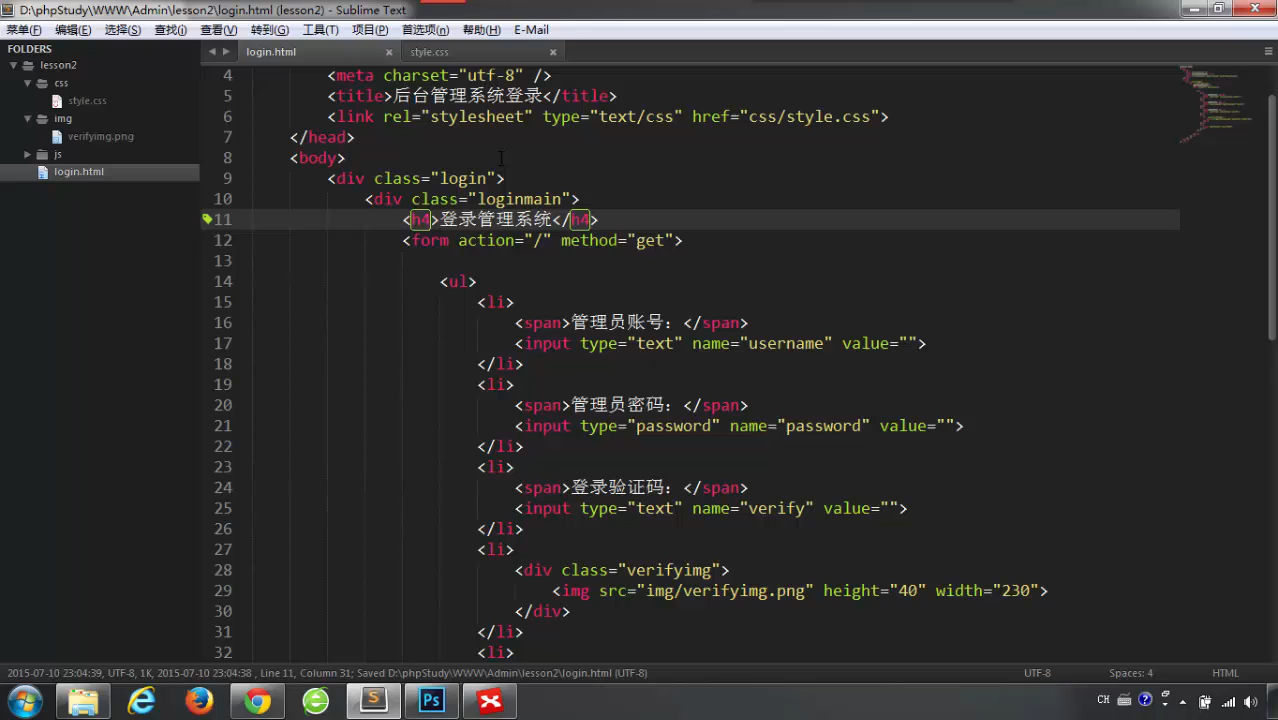 D:\phpStudy\WWW\Admin\lesson2\login.html (lesson2) - Sublime Text
菜单(F) 编辑(E) 选择(S) 查找(i) 查看(V) 转到(G) 工具(T) 项目(P) 首选项(n) 帮助(H) E-Mail
FOLDERS
lesson2
css
style.css
img
verifyimg.png
js
login.html
login.html × style.css ×
4 <meta charset="utf-8" />
5 <title>后台管理系统登录</title>
6 <link rel="stylesheet" type="text/css" href="css/style.css">
7 </head>
8 <body>
9 <div class="login">
10 <div class="loginmain">
11 <h4>登录管理系统</h4>
12 <form action="/" method="get">
13
14 <ul>
15 <li>
16 <span>管理员账号：</span>
17 <input type="text" name="username" value="">
18 </li>
19 <li>
20 <span>管理员密码：</span>
21 <input type="password" name="password" value="">
22 </li>
23 <li>
24 <span>登录验证码：</span>
25 <input type="text" name="verify" value="">
26 </li>
27 <li>
28 <div class="verifyimg">
29 <img src="img/verifyimg.png" height="40" width="230">
30 </div>
31 </li>
32 <li>
2015-07-10 23:04:39, UTF-8, 1K, 2015-07-10 23:04:38 , Line 11, Column 31; Saved D:\phpStudy\WWW\Admin\lesson2\login.html (UTF-8) UTF-8 Spaces: 4 HTML
S Ps CH